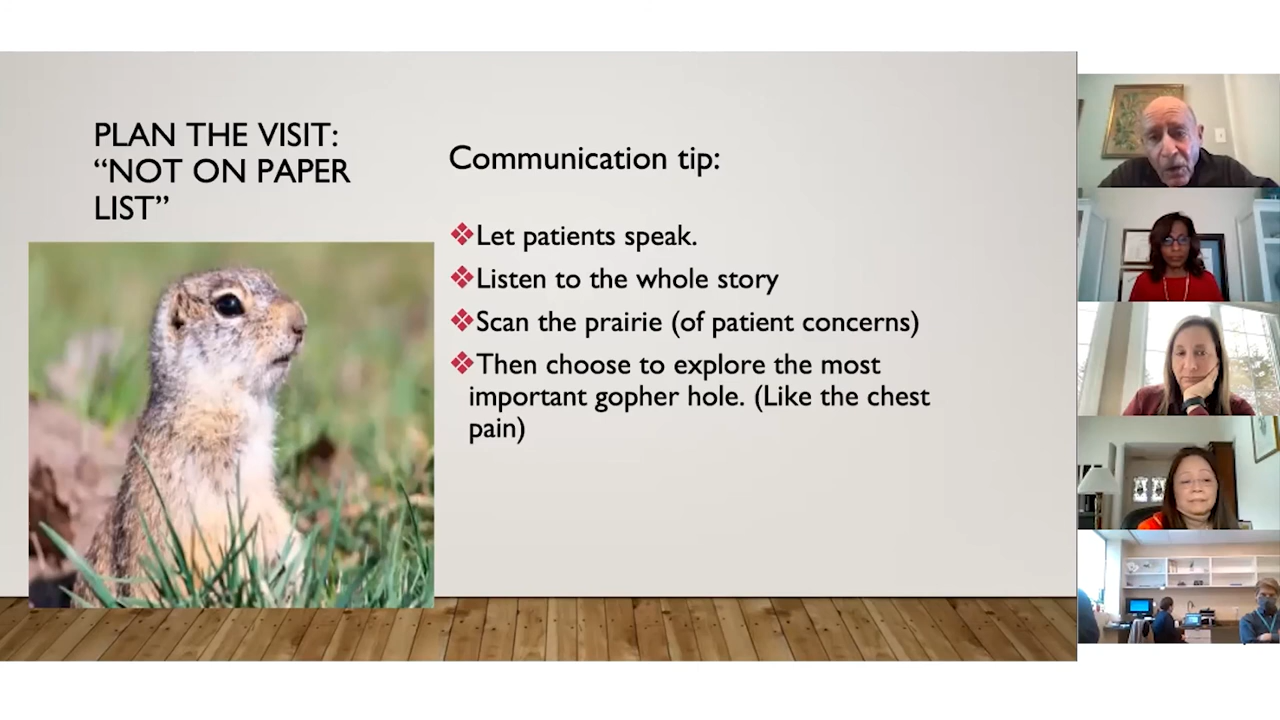 PLAN THE VISIT:
“NOT ON PAPER
LIST”
Communication tip:
Let patients speak.
Listen to the whole story
Scan the prairie (of patient concerns)
Then choose to explore the most
important gopher hole. (Like the chest
pain)